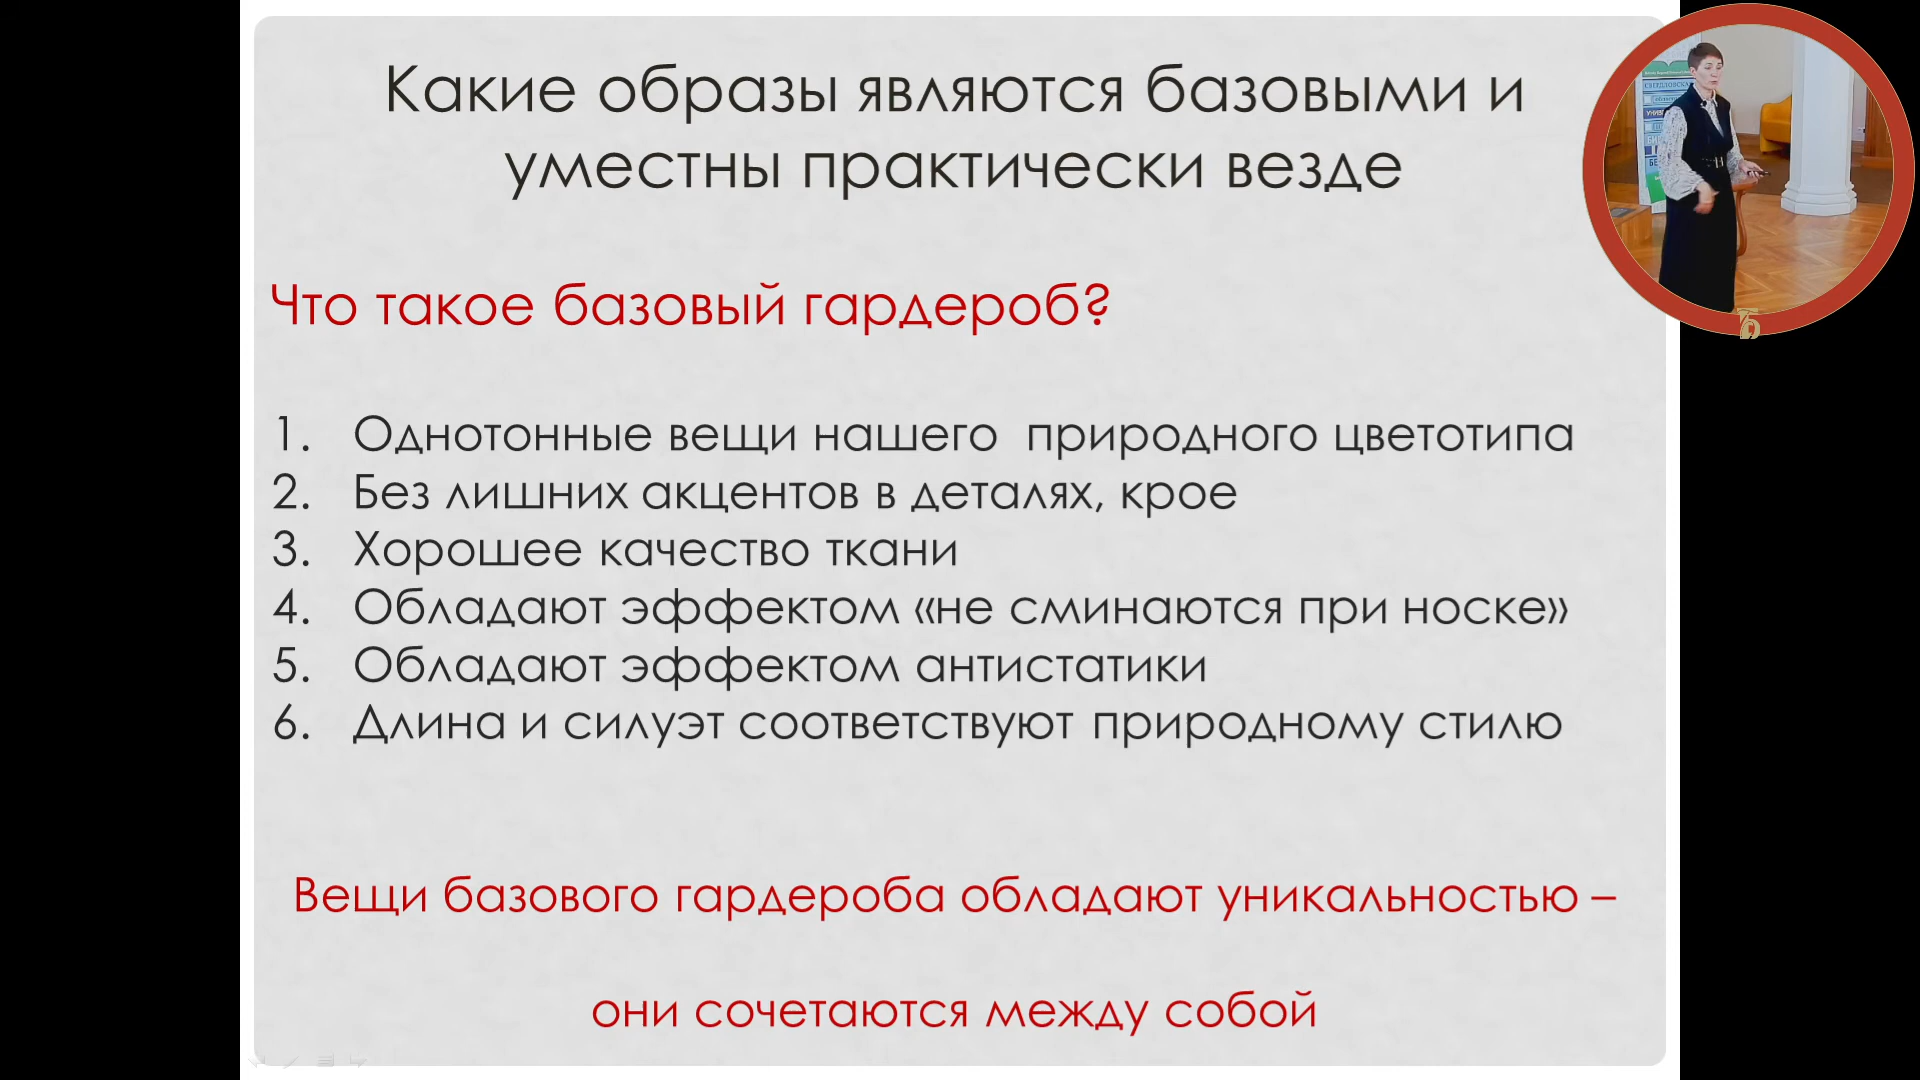 Какие образы являются базовыми и
уместны практически везде
Что такое базовый гардероб?
1. Однотонные вещи нашего природного цветотипа
2. Без лишних акцентов в деталях, крое
3. Хорошее качество ткани
4. Обладают эффектом «не сминаются при носке»
5. Обладают эффектом антистатики
6. Длина и силуэт соответствуют природному стилю
Вещи базового гардероба обладают уникальностью –
они сочетаются между собой